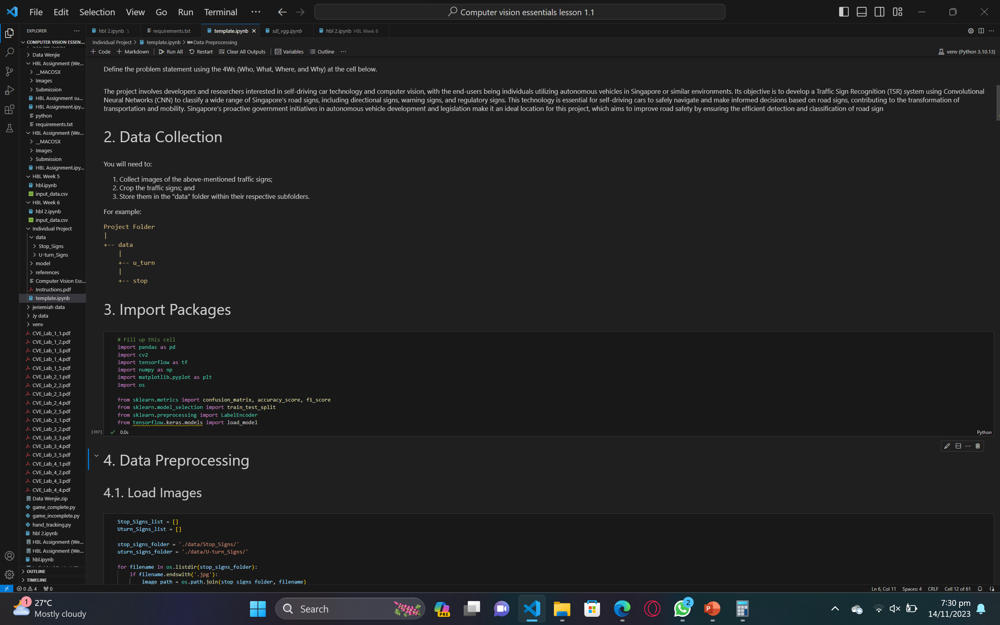 File Edit Selection View Go Run Terminal ··· Computer vision essentials lesson 1.1
EXPLORER ···
hbl 2.ipynb .\ requirements.txt template.ipynb sdl_vgg.ipynb hbl 2.ipynb HBL Week 6
Individual Project > template.ipynb > M↓Data Preprocessing
+ Code + Markdown Run All Restart Clear All Outputs Variables Outline ··· venv (Python 3.10.13)
COMPUTER VISION ESSEN...
Data Wenjie
HBL Assignment (We...
__MACOSX
Images
Submission
HBL Assignment su...
HBL Assignment.ipy...
python
requirements.txt
HBL Assignment (We...
__MACOSX
Images
Submission
HBL Assignment.ipy...
HBL Week 5
hbl.ipynb
input_data.csv
HBL Week 6
hbl 2.ipynb
input_data.csv
Individual Project
data
Stop_Signs
U-turn_Signs
model
references
Computer Vision Ess...
Instructions.pdf
template.ipynb
jeriemiah data
Jy data
venv
CVE_Lab_1_1.pdf
CVE_Lab_1_2.pdf
CVE_Lab_1_3.pdf
CVE_Lab_1_4.pdf
CVE_Lab_1_5.pdf
CVE_Lab_2_1.pdf
CVE_Lab_2_2.pdf
CVE_Lab_2_3.pdf
CVE_Lab_2_4.pdf
CVE_Lab_2_5.pdf
CVE_Lab_3_1.pdf
CVE_Lab_3_2.pdf
CVE_Lab_3_3.pdf
CVE_Lab_3_4.pdf
CVE_Lab_3_5.pdf
CVE_Lab_4_1.pdf
CVE_Lab_4_2.pdf
CVE_Lab_4_3.pdf
CVE_Lab_4_4.pdf
Data Wenjie.zip
game_complete.py
game_incomplete.py
hand_tracking.py
hbl 2.ipynb
HBL Assignment (We...
HBL Assignment (We...
hbl.ipynb
OUTLINE
TIMELINE
Define the problem statement using the 4Ws (Who, What, Where, and Why) at the cell below.
The project involves developers and researchers interested in self-driving car technology and computer vision, with the end-users being individuals utilizing autonomous vehicles in Singapore or similar environments. Its objective is to develop a Traffic Sign Recognition (TSR) system using Convolutional
Neural Networks (CNN) to classify a wide range of Singapore's road signs, including directional signs, warning signs, and regulatory signs. This technology is essential for self-driving cars to safely navigate and make informed decisions based on road signs, contributing to the transformation of
transportation and mobility. Singapore's proactive government initiatives in autonomous vehicle development and legislation make it an ideal location for this project, which aims to improve road safety by ensuring the efficient detection and classification of road sign
2. Data Collection
You will need to:
1. Collect images of the above-mentioned traffic signs;
2. Crop the traffic signs; and
3. Store them in the "data" folder within their respective subfolders.
For example:
Project Folder
|
+-- data
|
+-- u_turn
|
+-- stop
3. Import Packages
# Fill up this cell
import pandas as pd
import cv2
import tensorflow as tf
import numpy as np
import matplotlib.pyplot as plt
import os
from sklearn.metrics import confusion_matrix, accuracy_score, f1_score
from sklearn.model_selection import train_test_split
from sklearn.preprocessing import LabelEncoder
from tensorflow.keras.models import load_model
[357] ✓ 0.0s Python
4. Data Preprocessing
4.1. Load Images
Stop_Signs_list = []
Uturn_Signs_list = []
stop_signs_folder = './data/Stop_Signs/'
uturn_signs_folder = './data/U-turn_Signs/'
for filename in os.listdir(stop_signs_folder):
if filename.endswith('.jpg'):
image_path = os.path.join(stop_signs_folder, filename)
0 4 0 Ln 6, Col 11 Spaces: 4 CRLF Cell 12 of 61
1 27°C
Mostly cloudy
Search
PRE
2
P
7:30 pm
14/11/2023